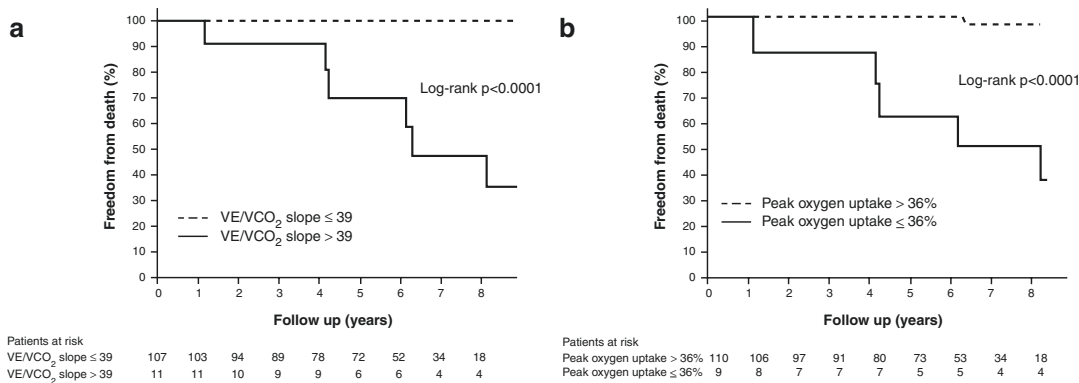 a
100
90
80
70
60
50
40
30
20
10
0
Freedom from death (%)
Log-rank p<0.0001
VE/VCO2 slope ≤ 39
VE/VCO2 slope > 39
0 1 2 3 4 5 6 7 8
Follow up (years)
Patients at risk
VE/VCO2 slope ≤ 39 107 103 94 89 78 72 52 34 18
VE/VCO2 slope > 39 11 11 10 9 9 6 6 4 4
b
100
90
80
70
60
50
40
30
20
10
0
Freedom from death (%)
Log-rank p<0.0001
Peak oxygen uptake > 36%
Peak oxygen uptake ≤ 36%
0 1 2 3 4 5 6 7 8
Follow up (years)
Patients at risk
Peak oxygen uptake > 36% 110 106 97 91 80 73 53 34 18
Peak oxygen uptake ≤ 36% 9 8 7 7 7 5 5 4 4